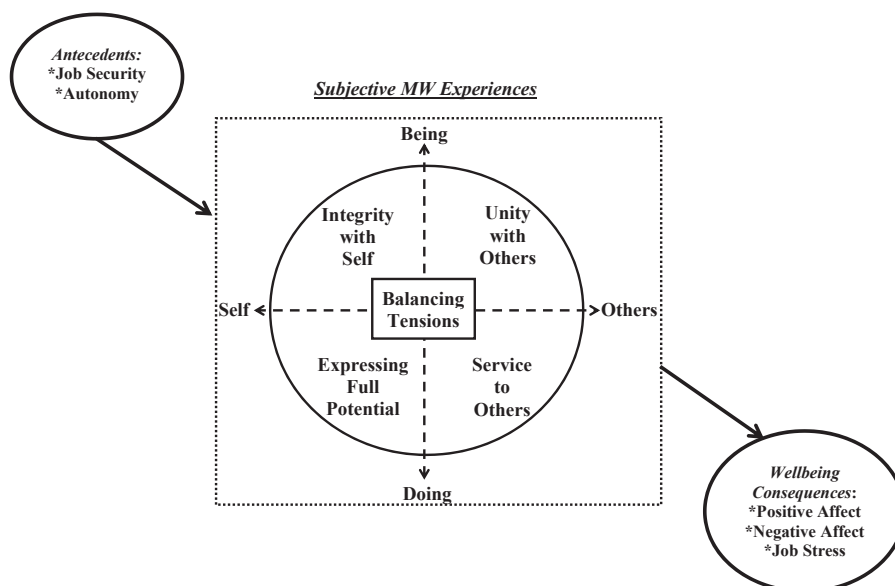 Antecedents:
*Job Security
*Autonomy
Subjective MW Experiences
Being
Integrity
with
Self
Unity
with
Others
Self
Balancing
Tensions
Others
Expressing
Full
Potential
Service
to
Others
Doing
Wellbeing
Consequences:
*Positive Affect
*Negative Affect
*Job Stress